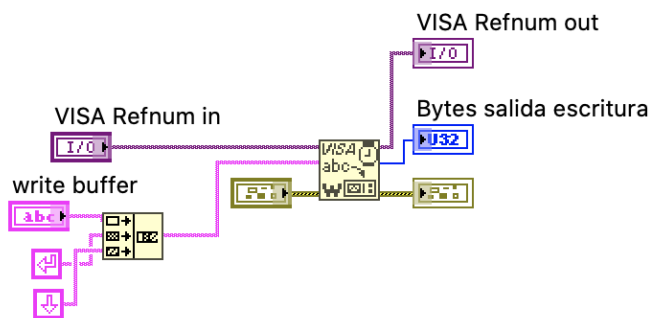 VISA Refnum out
I/O
VISA Refnum in
I/O
Bytes salida escritura
U32
VISA
abc
W
write buffer
abc